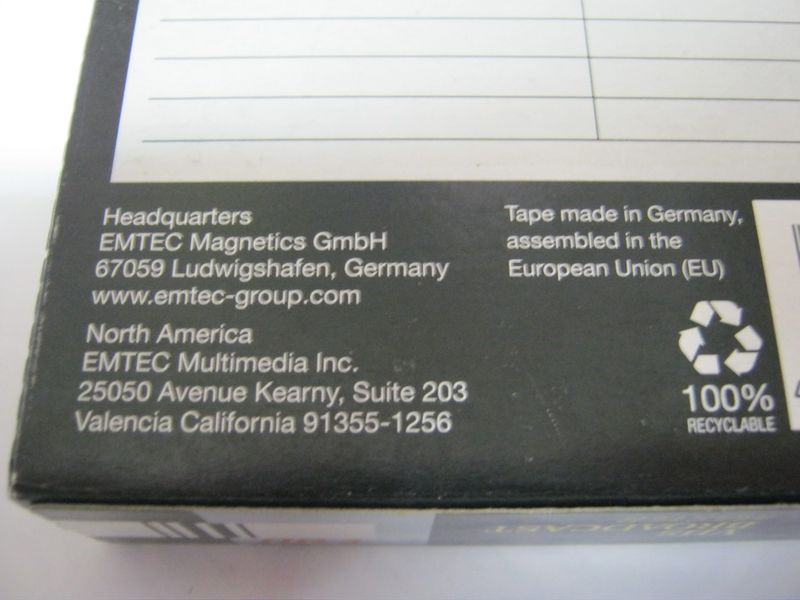 Headquarters
EMTEC Magnetics GmbH
67059 Ludwigshafen, Germany
www.emtec-group.com
North America
EMTEC Multimedia Inc.
25050 Avenue Kearny, Suite 203
Valencia California 91355-1256
Tape made in Germany,
assembled in the
European Union (EU)
100%
RECYCLABLE
BROADCAST